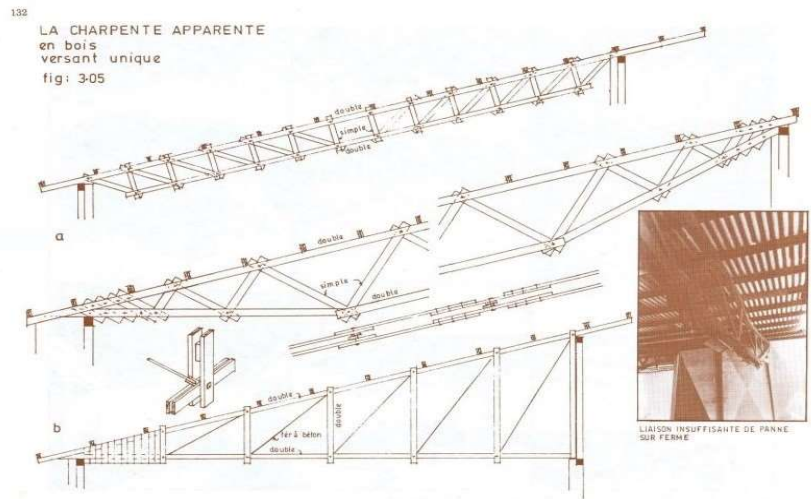 132
LA CHARPENTE APPARENTE
en bois
versant unique
fig: 3-05
double
simple
double
a
double
simple
double
b
double
double
fér à béton
double
LIAISON INSUFFISANTE DE PANNE
SUR FERME